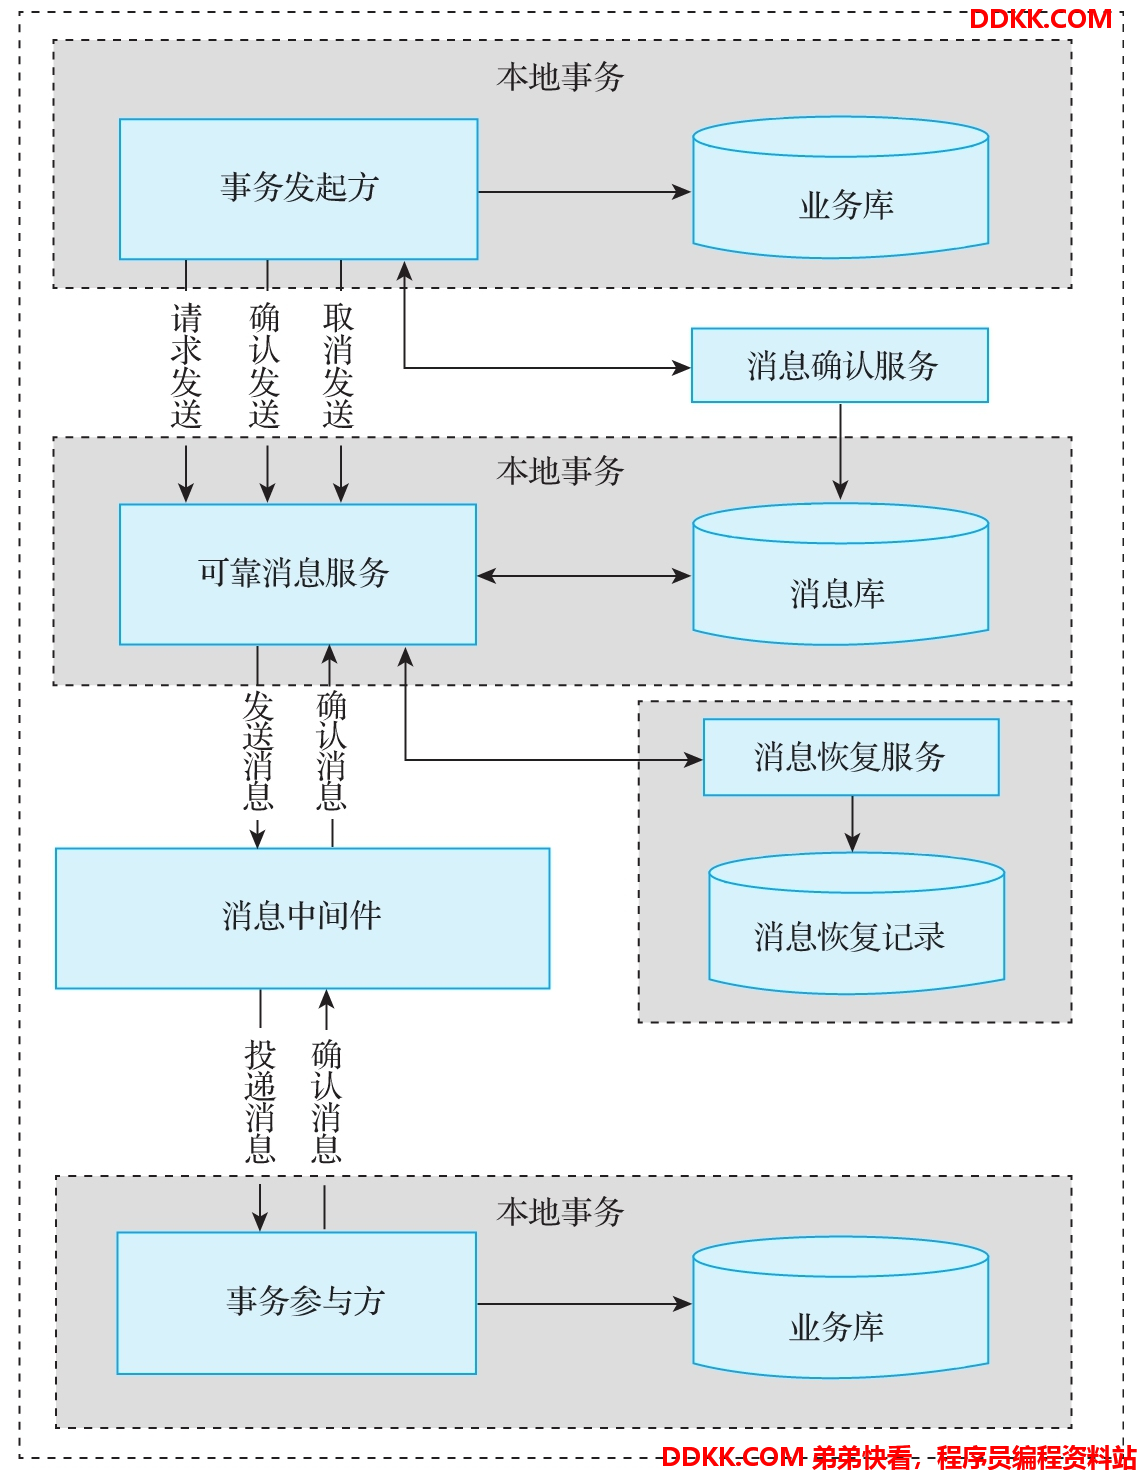 DDKK.COM
本地事务
事务发起方
业务库
请求发送
确认发送
取消发送
消息确认服务
本地事务
可靠消息服务
消息库
发送消息
确认消息
消息恢复服务
消息中间件
消息恢复记录
投递消息
确认消息
本地事务
事务参与方
业务库
DDKK.COM 弟弟快看，程序员编程资料站